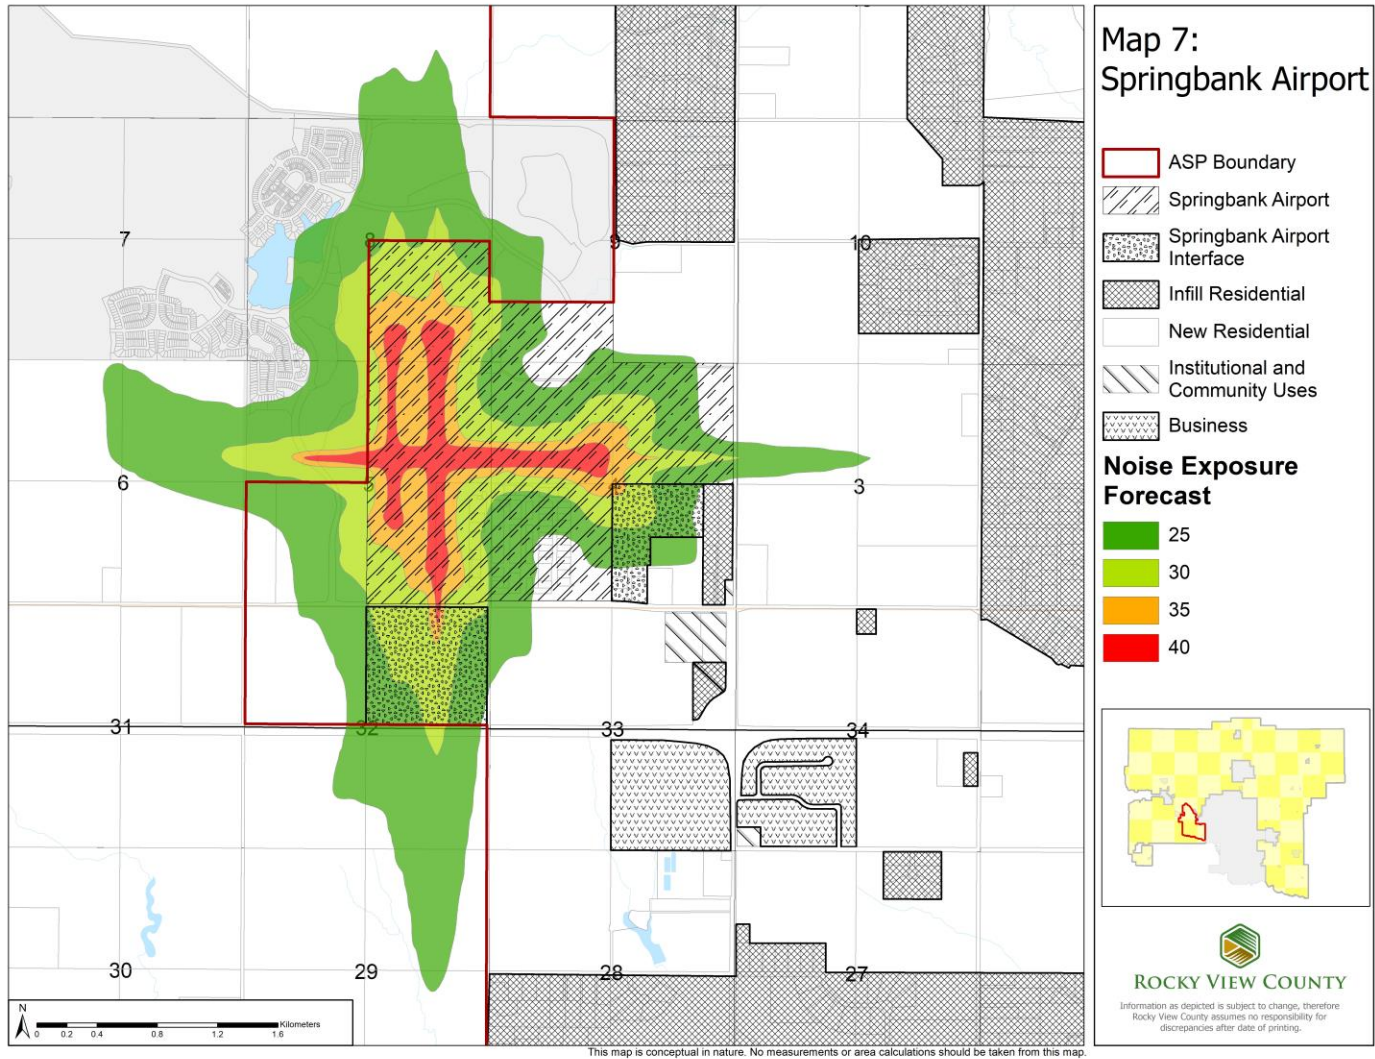 Map 7:
Springbank Airport
ASP Boundary
Springbank Airport
Springbank Airport
Interface
Infill Residential
New Residential
Institutional and
Community Uses
Business
Noise Exposure
Forecast
25
30
35
40
7
8
9
10
6
3
31
32
33
34
30
29
28
27
N
0 0.2 0.4 0.8 1.2 1.6
Kilometers
ROCKY VIEW COUNTY
Information as depicted is subject to change, therefore
Rocky View County assumes no responsibility for
discrepancies after date of printing.
This map is conceptual in nature. No measurements or area calculations should be taken from this map.